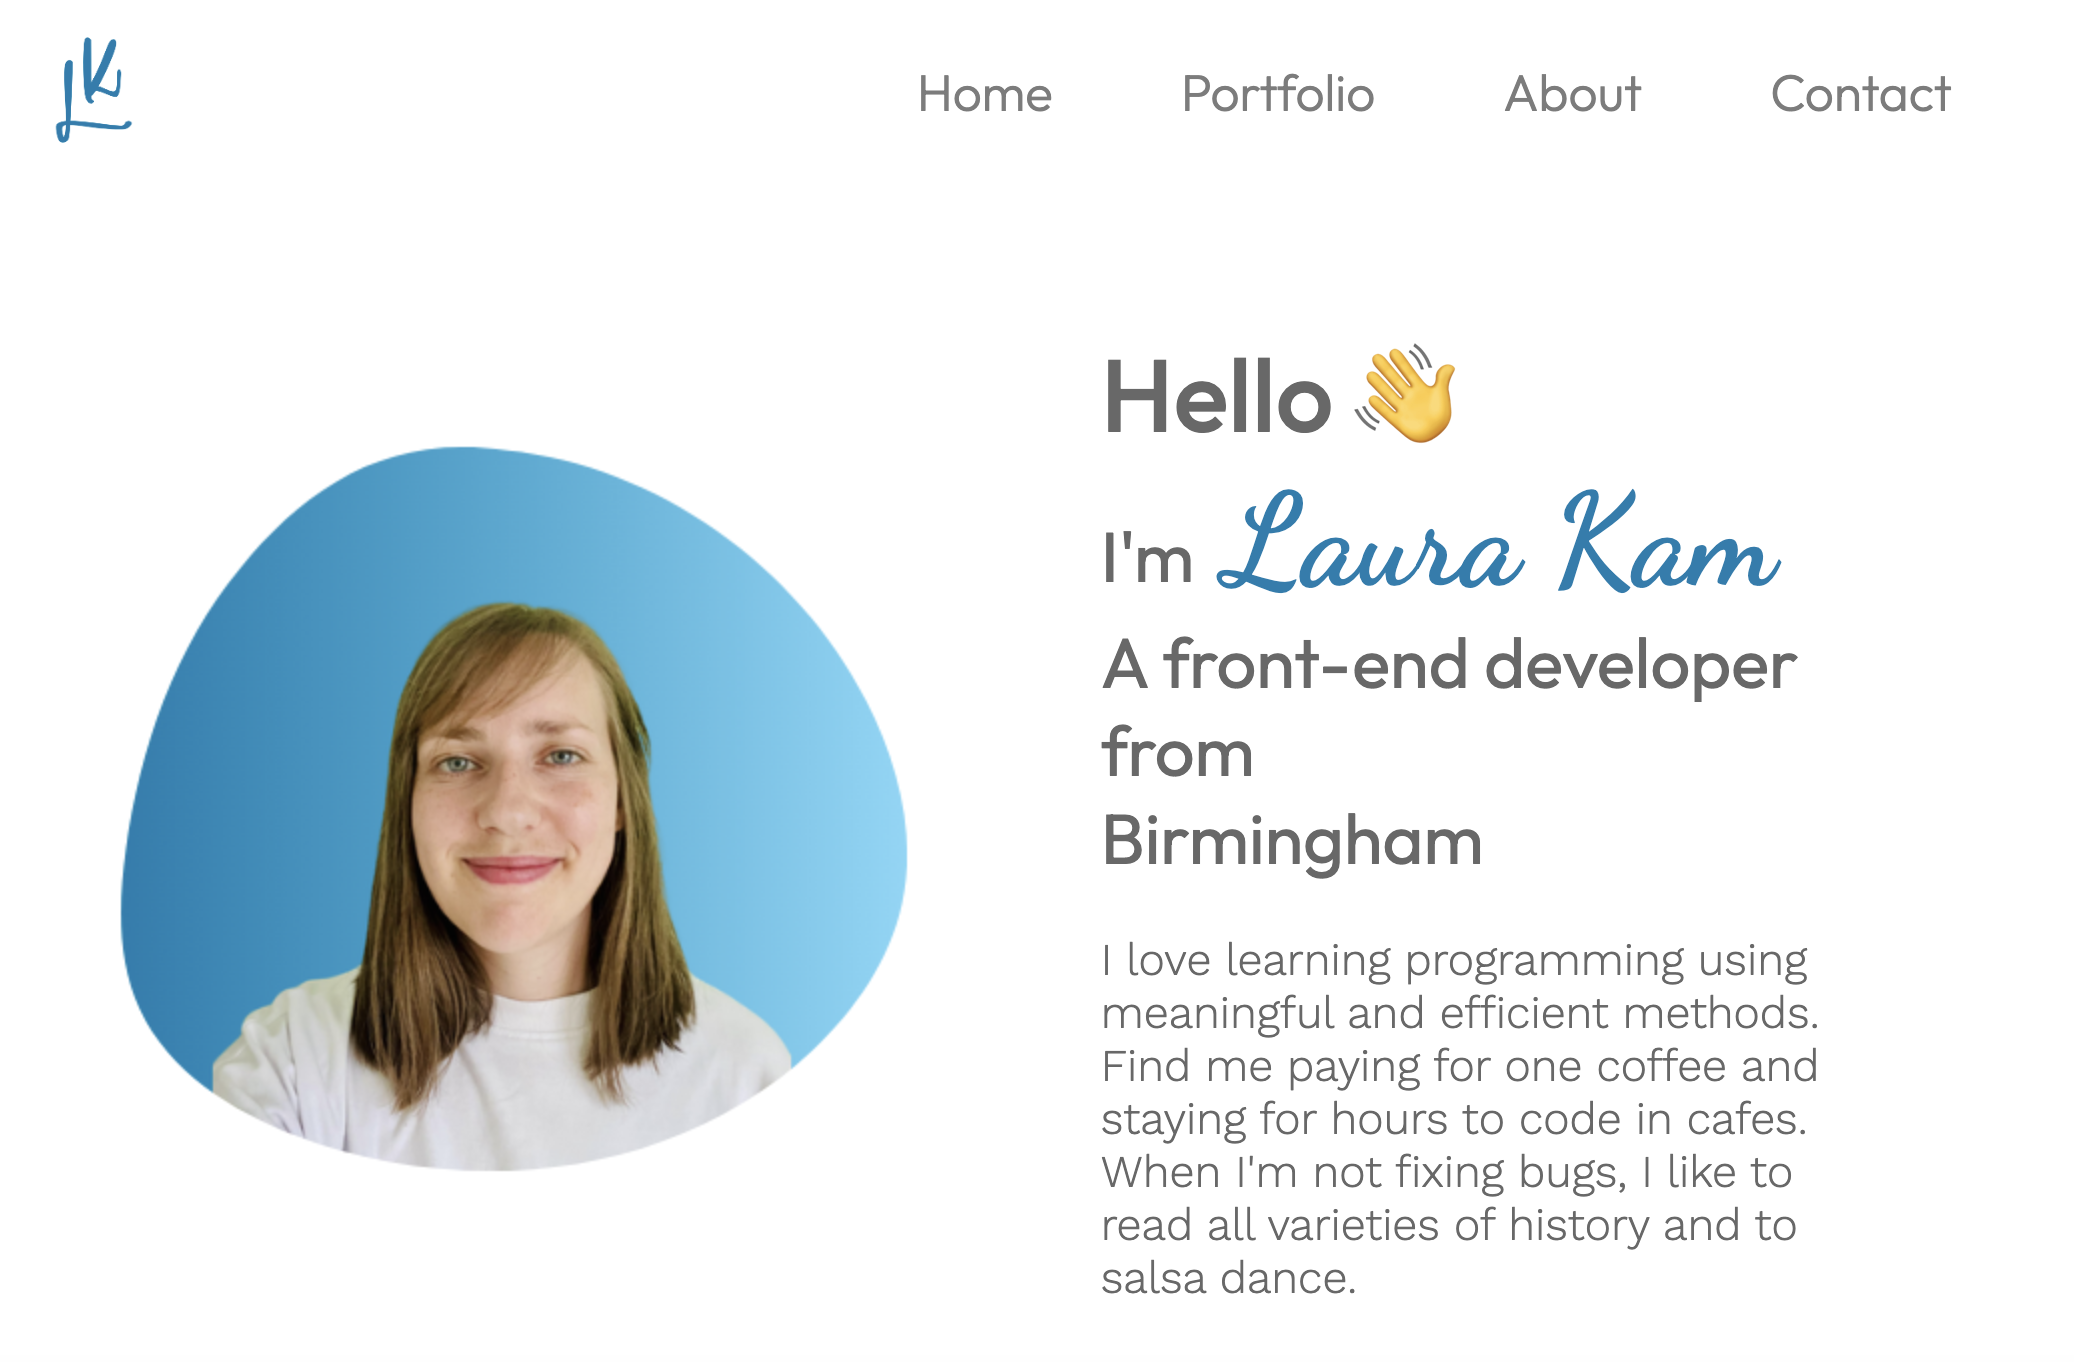 LK
Home Portfolio About Contact
Hello 👋
I'm Laura Kam
A front-end developer
from
Birmingham
I love learning programming using
meaningful and efficient methods.
Find me paying for one coffee and
staying for hours to code in cafes.
When I'm not fixing bugs, I like to
read all varieties of history and to
salsa dance.